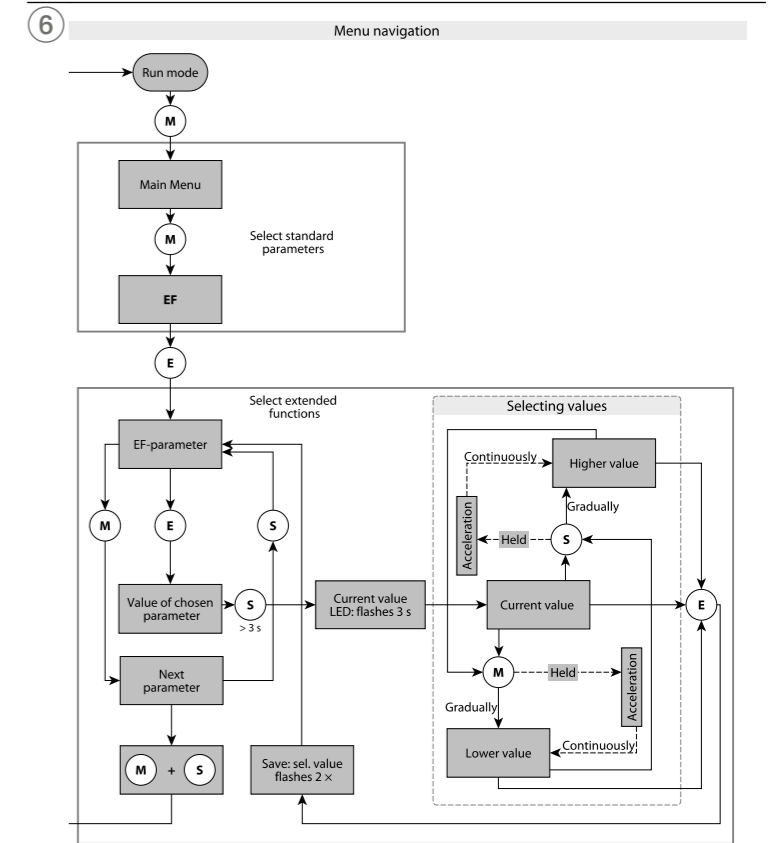 6
Menu navigation
Run mode
M
Main Menu
M
Select standard
parameters
EF
E
Select extended
functions
Selecting values
EF-parameter
Continuously
Higher value
Gradually
Acceleration
M
E
S
Held
S
Value of chosen
parameter
S
> 3 s
Current value
LED: flashes 3 s
Current value
E
Next
parameter
M
Held
Acceleration
Gradually
Continuously
Lower value
M + S
Save: sel. value
flashes 2 ×